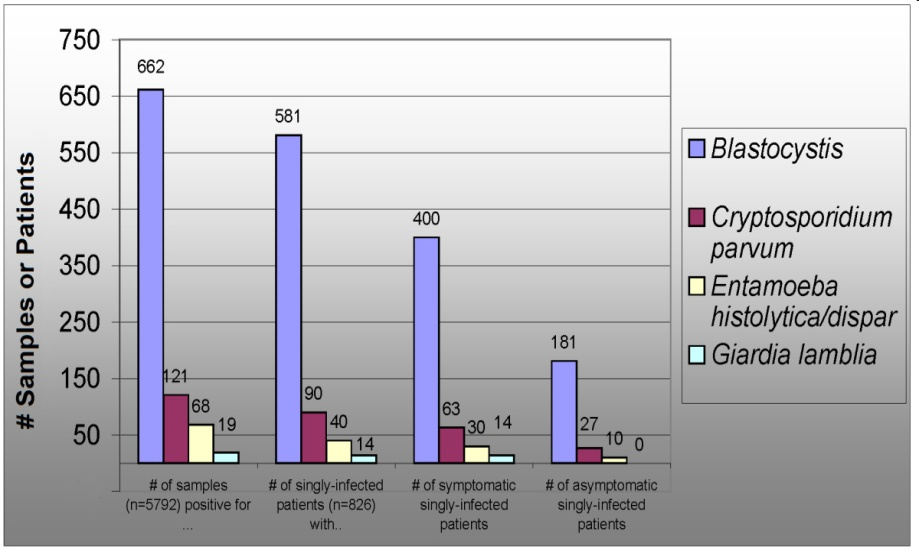 # Samples or Patients
750
650
550
450
350
250
150
50
662
121
68
19
581
90
40
14
400
63
30
14
181
27
10
0
# of samples
(n=5792) positive for
...
# of singly-infected
patients (n=826)
with..
# of symptomatic
singly-infected
patients
# of asymptomatic
singly-infected
patients
Blastocystis
Cryptosporidium
parvum
Entamoeba
histolytica/dispar
Giardia lamblia